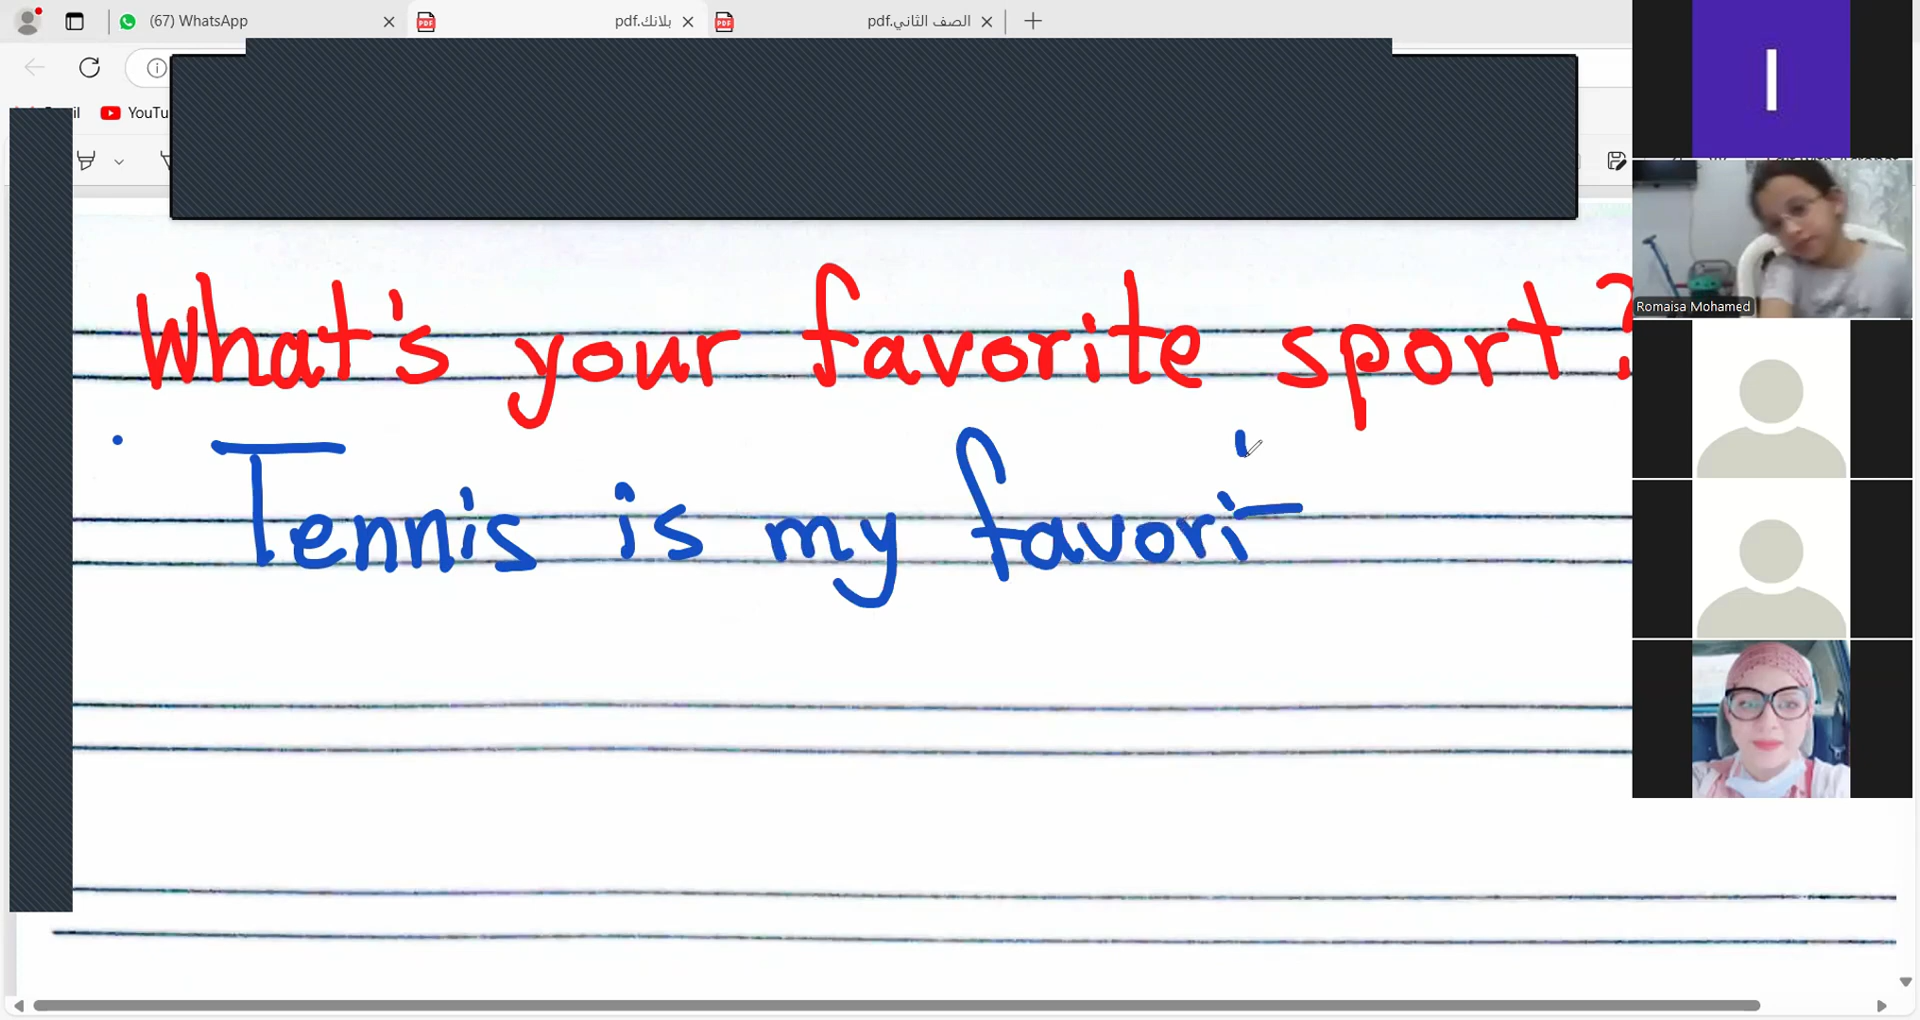 (67) WhatsApp
بلانك.pdf
الصف الثاني.pdf
YouTu
What's your favorite sport?
Tennis is my favorit
Romaisa Mohamed
I